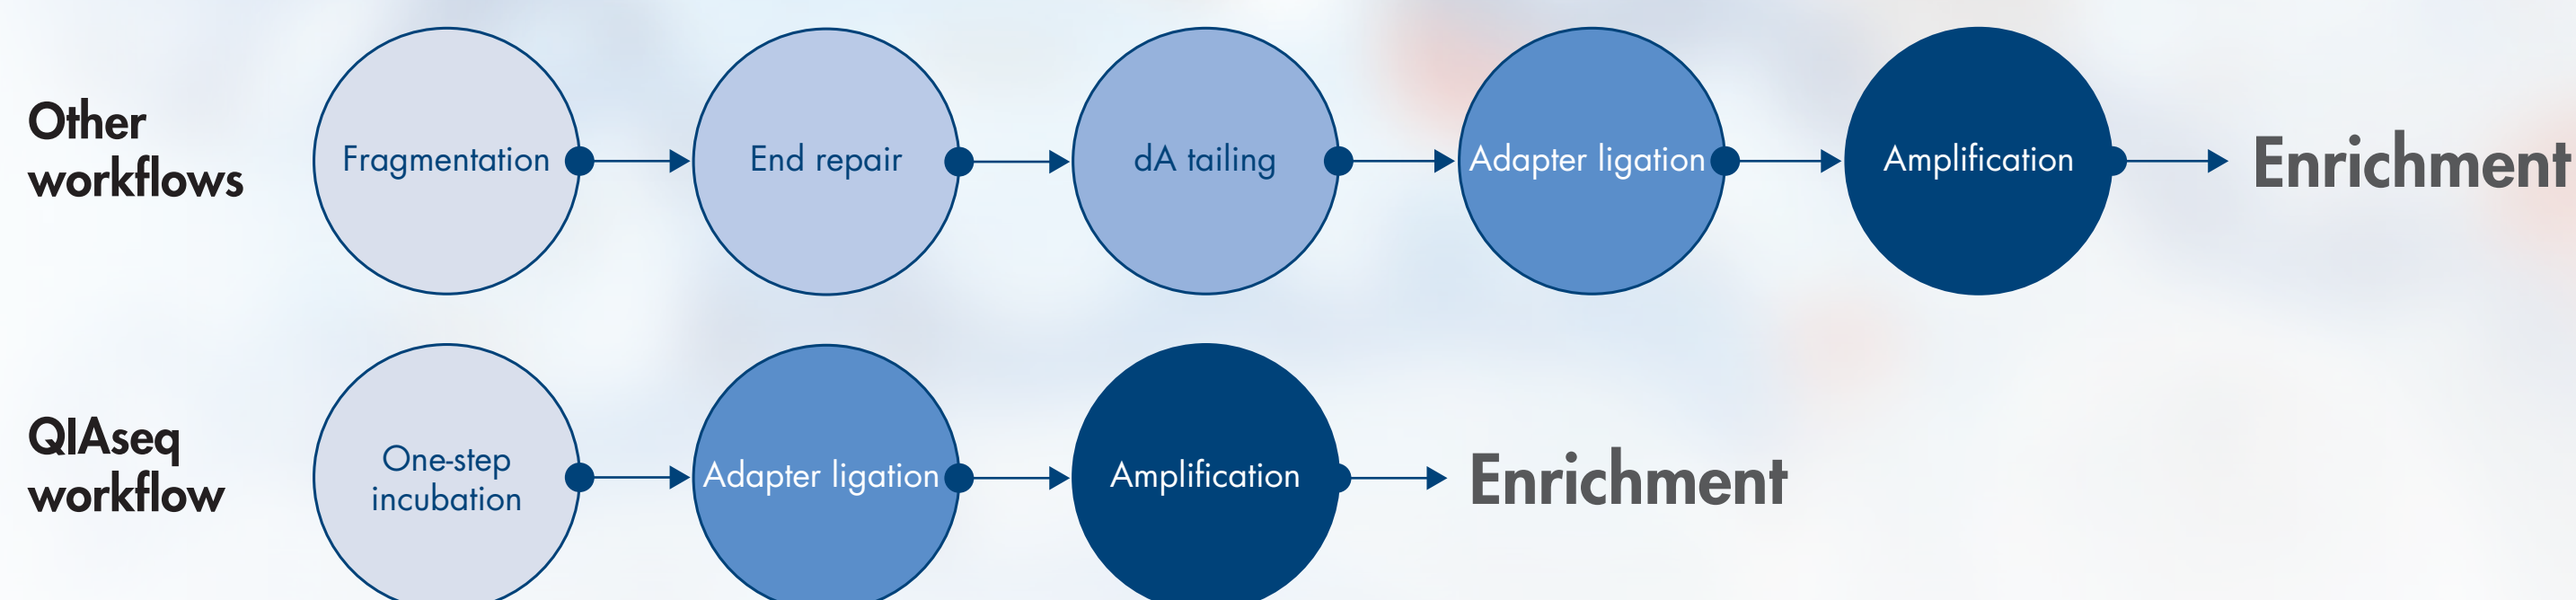 Other
workflows
Fragmentation
End repair
dA tailing
Adapter ligation
Amplification
Enrichment
QIAseq
workflow
One-step
incubation
Adapter ligation
Amplification
Enrichment